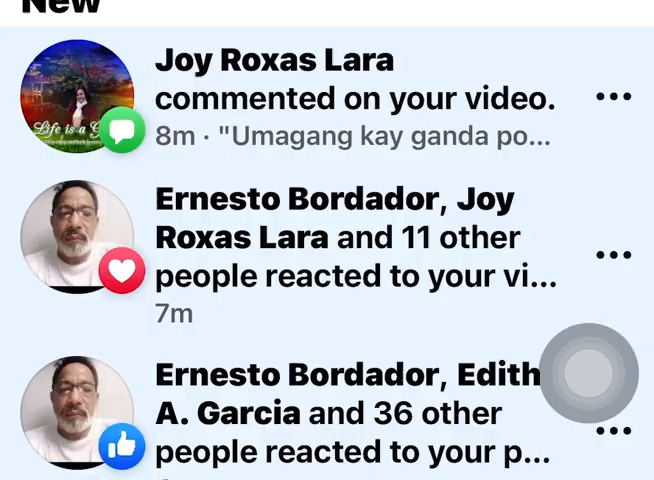 New
Joy Roxas Lara
commented on your video.
8m · "Umagang kay ganda po...
Ernesto Bordador, Joy
Roxas Lara and 11 other
people reacted to your vi...
7m
Ernesto Bordador, Edith
A. Garcia and 36 other
people reacted to your p...
Life is a G